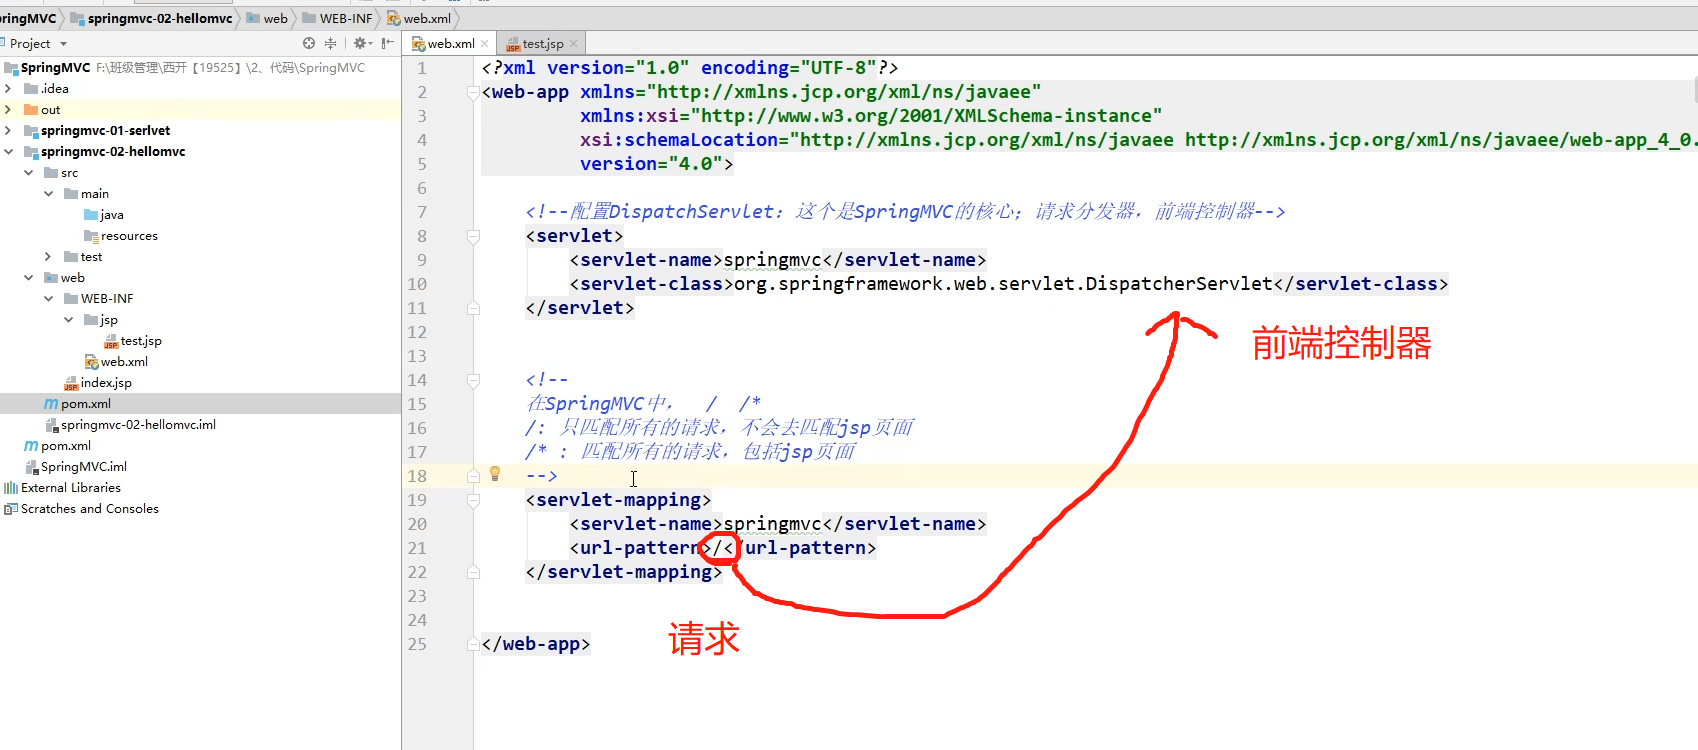 ringMVC springmvc-02-hellomvc web WEB-INF web.xml
Project
web.xml test.jsp
SpringMVC F:\班级管理\西开【19525】\2、代码\SpringMVC
.idea
out
springmvc-01-serlvet
springmvc-02-hellomvc
src
main
java
resources
test
web
WEB-INF
jsp
test.jsp
web.xml
index.jsp
pom.xml
springmvc-02-hellomvc.iml
pom.xml
SpringMVC.iml
External Libraries
Scratches and Consoles
1 <?xml version="1.0" encoding="UTF-8"?>
2 <web-app xmlns="http://xmlns.jcp.org/xml/ns/javaee"
3 xmlns:xsi="http://www.w3.org/2001/XMLSchema-instance"
4 xsi:schemaLocation="http://xmlns.jcp.org/xml/ns/javaee http://xmlns.jcp.org/xml/ns/javaee/web-app_4_0.
5 version="4.0">
6
7 <!--配置DispatchServlet：这个是SpringMVC的核心；请求分发器，前端控制器-->
8 <servlet>
9 <servlet-name>springmvc</servlet-name>
10 <servlet-class>org.springframework.web.servlet.DispatcherServlet</servlet-class>
11 </servlet>
12
前端控制器
13
14 <!--
15 在SpringMVC中， / /*
16 /: 只匹配所有的请求，不会去匹配jsp页面
17 /* : 匹配所有的请求，包括jsp页面
18 -->
19 <servlet-mapping>
20 <servlet-name>springmvc</servlet-name>
21 <url-pattern>/</url-pattern>
22 </servlet-mapping>
23
24
25 </web-app>
请求